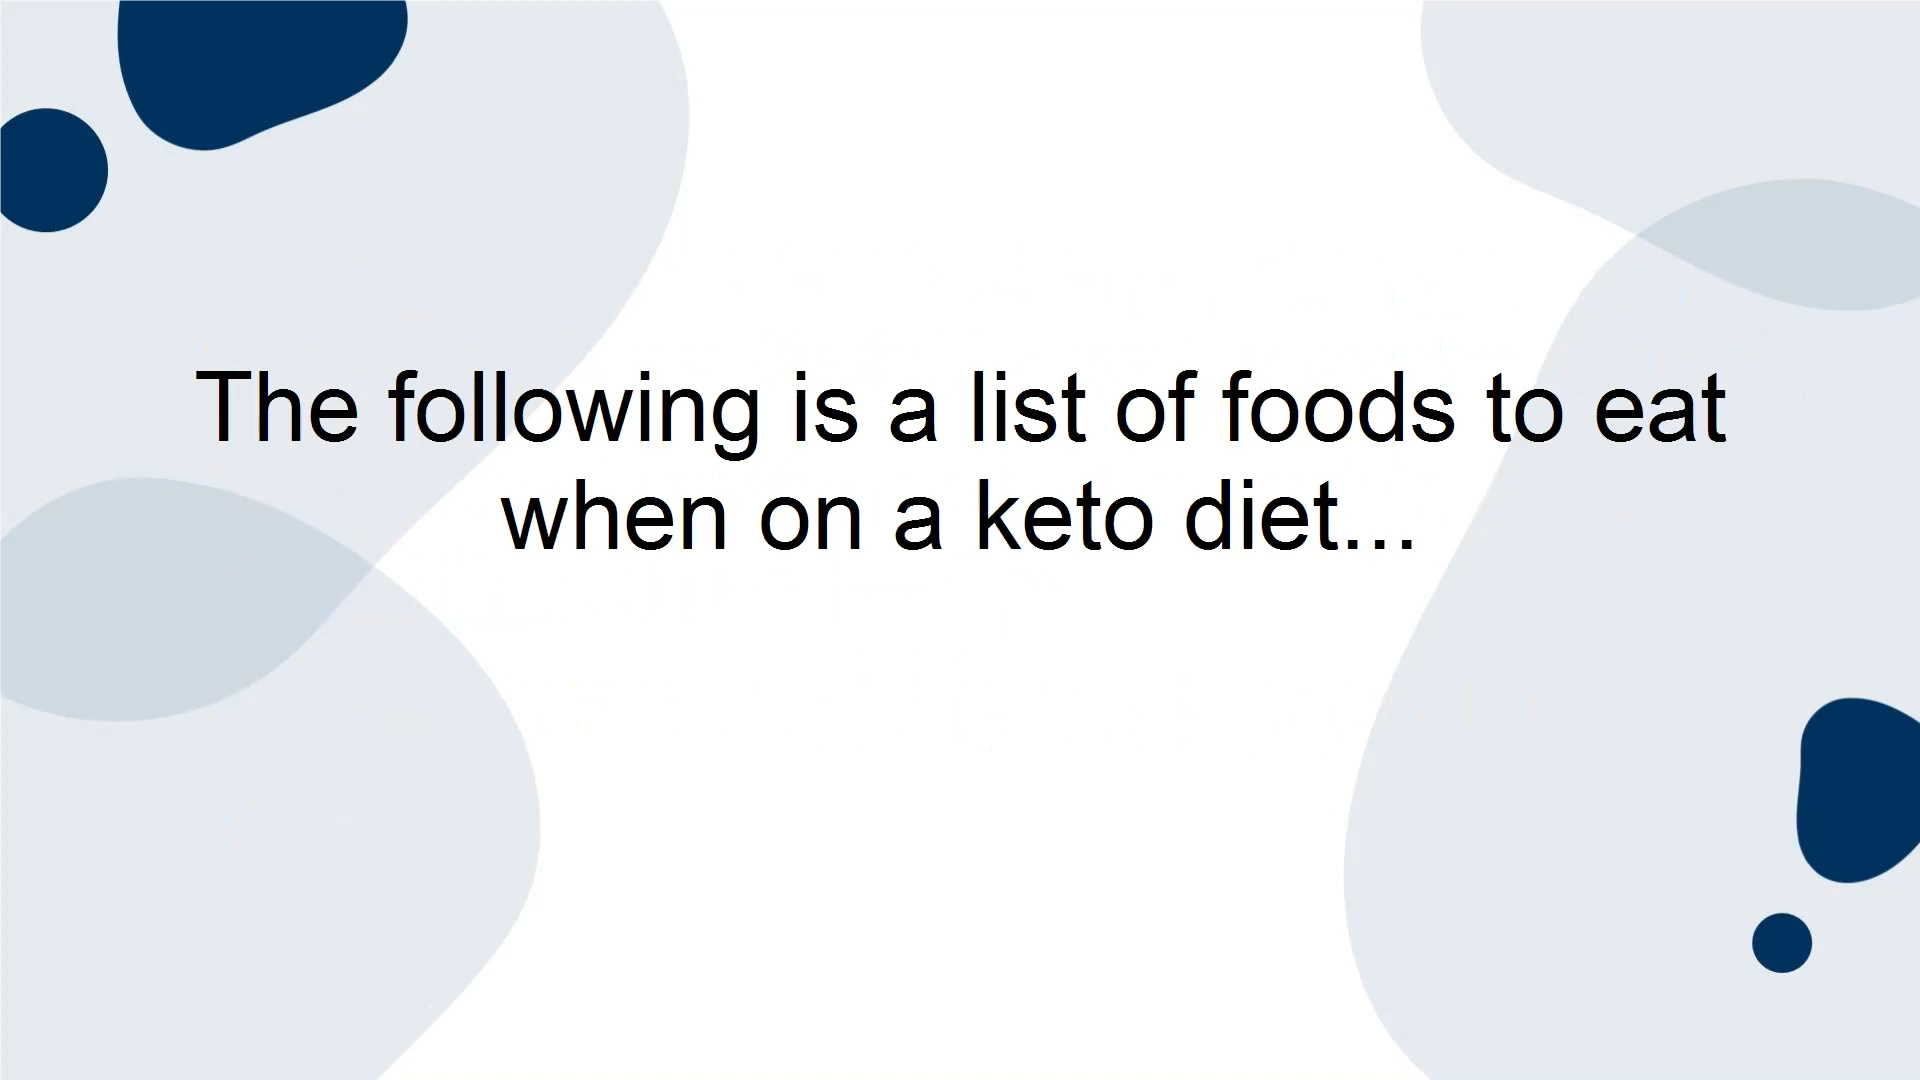 The following is a list of foods to eat
when on a keto diet...